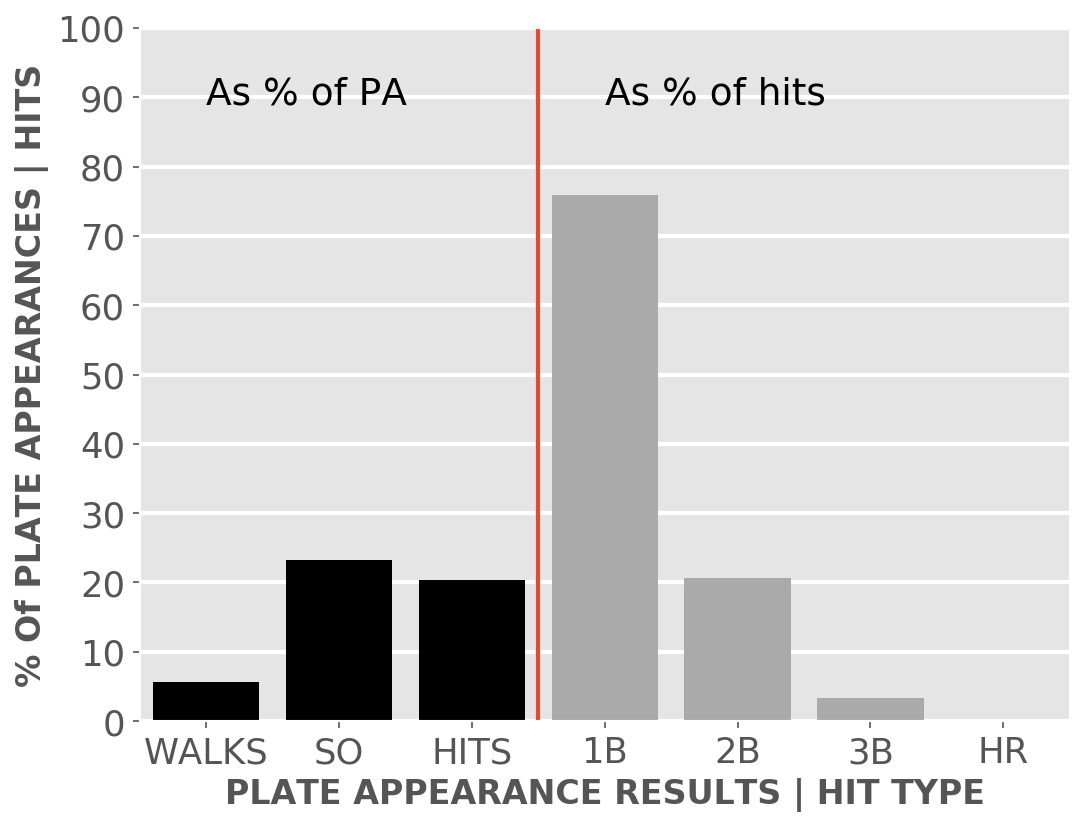 % Of PLATE APPEARANCES | HITS
100
90
80
70
60
50
40
30
20
10
0
As % of PA
As % of hits
WALKS SO HITS 1B 2B 3B HR
PLATE APPEARANCE RESULTS | HIT TYPE